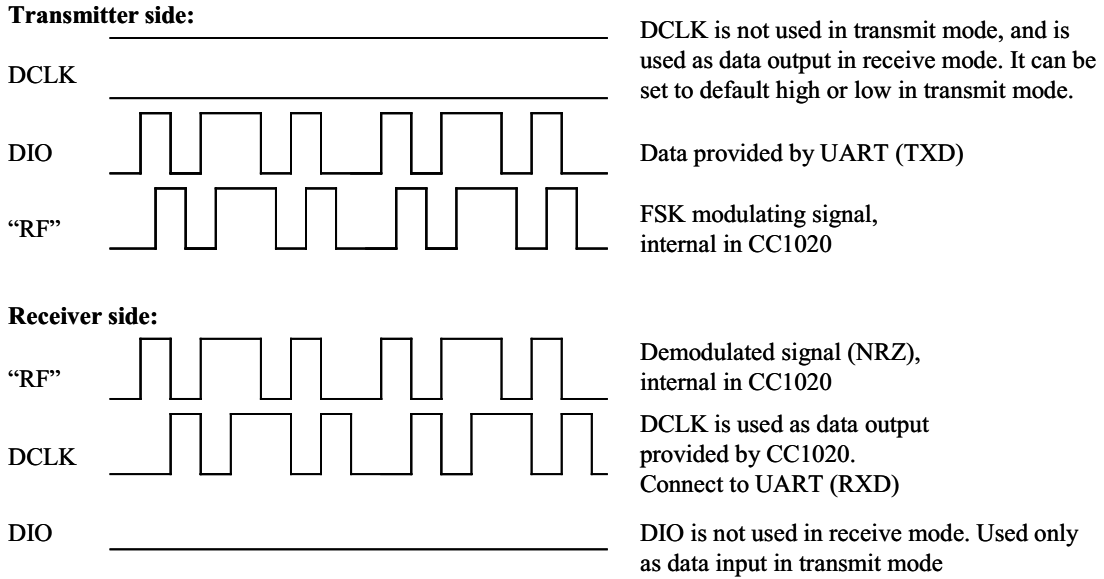 Transmitter side:
DCLK
DCLK is not used in transmit mode, and is
used as data output in receive mode. It can be
set to default high or low in transmit mode.
DIO
Data provided by UART (TXD)
“RF”
FSK modulating signal,
internal in CC1020
Receiver side:
“RF”
Demodulated signal (NRZ),
internal in CC1020
DCLK
DCLK is used as data output
provided by CC1020.
Connect to UART (RXD)
DIO
DIO is not used in receive mode. Used only
as data input in transmit mode